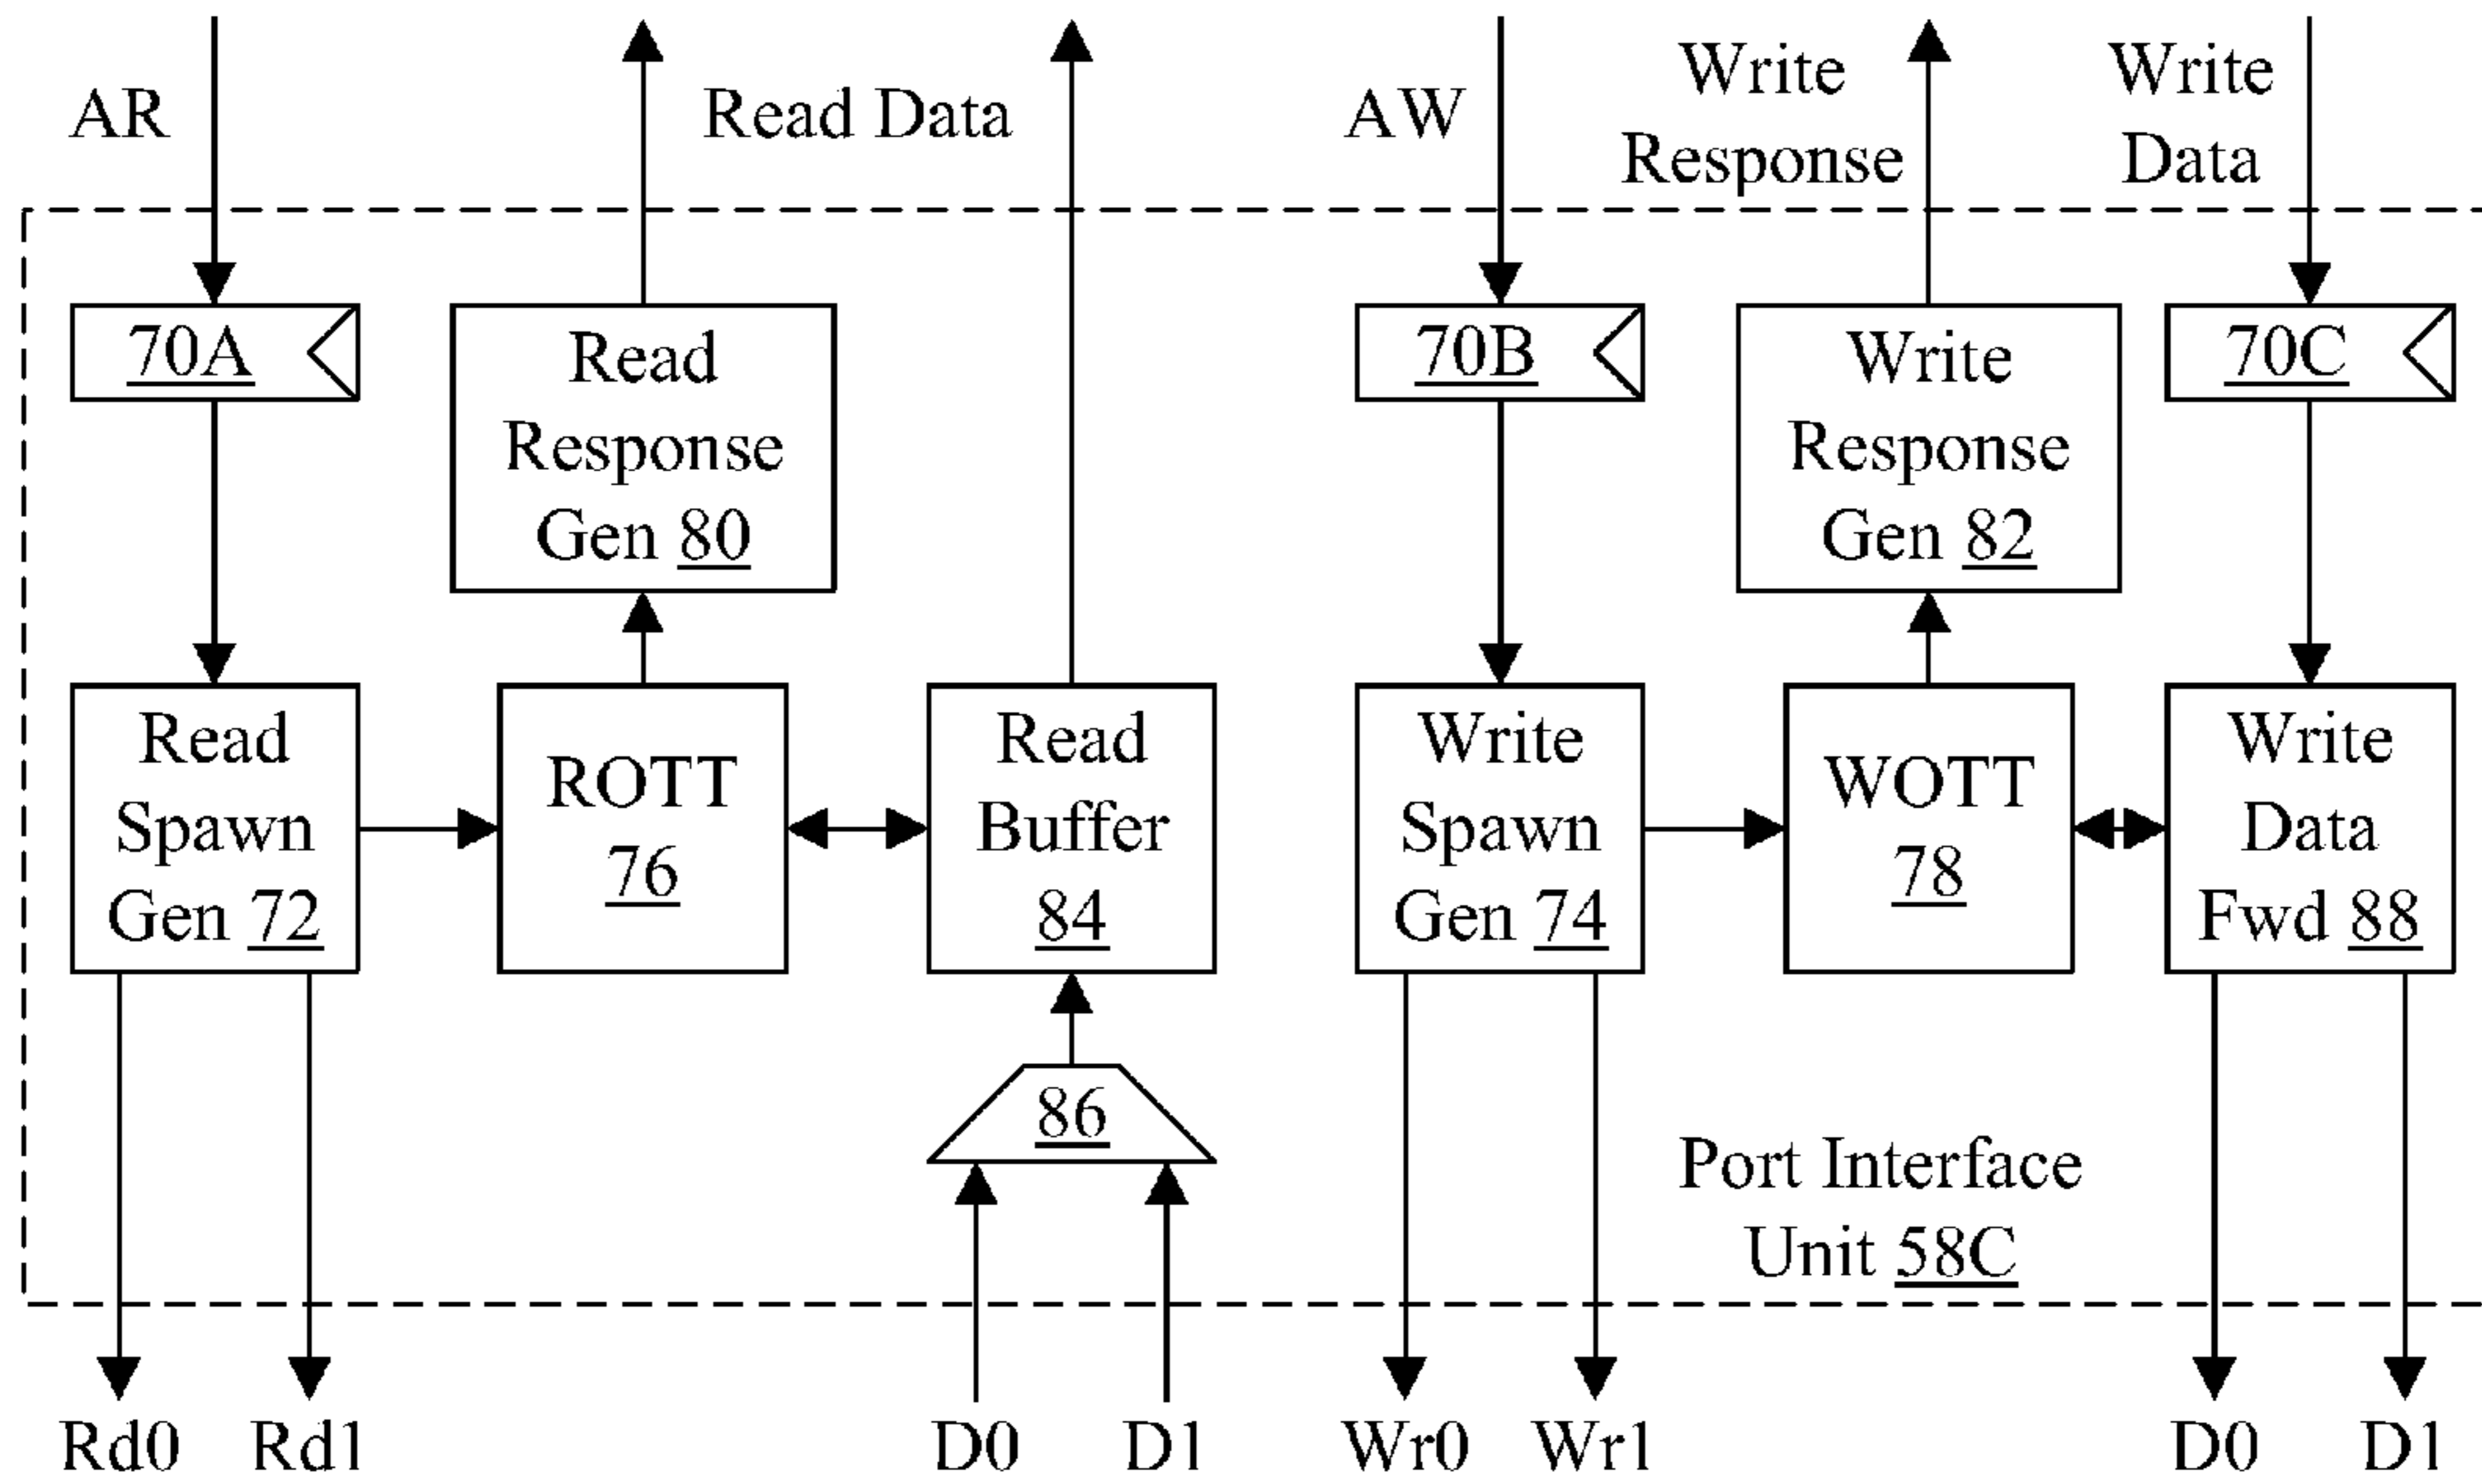 AR
Read Data
AW
Write
Response
Write
Data
70A
Read
Response
Gen 80
70B
Write
Response
Gen 82
70C
Read
Spawn
Gen 72
ROTT
76
Read
Buffer
84
Write
Spawn
Gen 74
WOTT
78
Write
Data
Fwd 88
86
Port Interface
Unit 58C
Rd0
Rd1
D0
D1
Wr0
Wr1
D0
D1